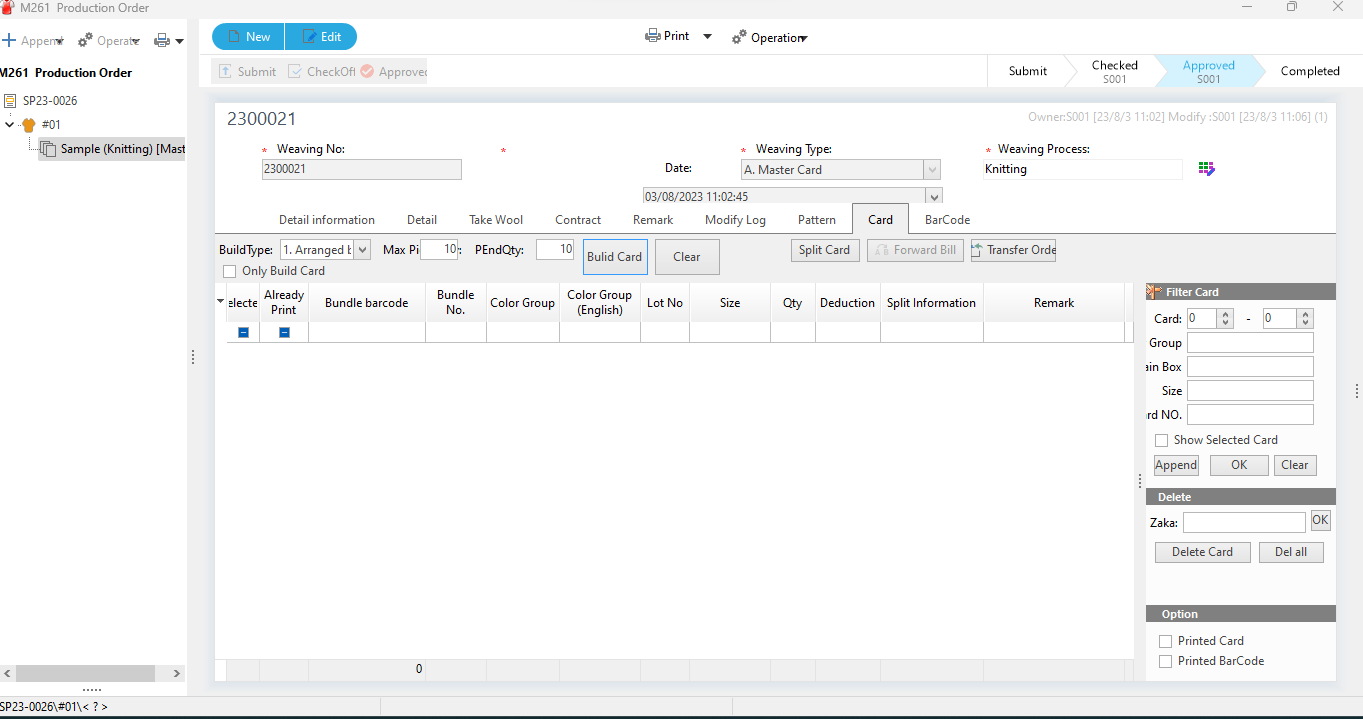 M261 Production Order
Append
Operate
M261 Production Order
SP23-0026
#01
Sample (Knitting) [Mast
New
Edit
Print
Operation
Submit
CheckOff
Approved
Submit
Checked
S001
Approved
S001
Completed
2300021
Owner:S001 [23/8/3 11:02] Modify :S001 [23/8/3 11:06] (1)
* Weaving No:
2300021
*
Date:
03/08/2023 11:02:45
* Weaving Type:
A. Master Card
* Weaving Process:
Knitting
Detail information
Detail
Take Wool
Contract
Remark
Modify Log
Pattern
Card
BarCode
BuildType:
1. Arranged t
Max Pi
10
:
PEndQty:
10
Bulid Card
Clear
Split Card
Forward Bill
Transfer Orde
Only Build Card
electe
Already Print
Bundle barcode
Bundle No.
Color Group
Color Group (English)
Lot No
Size
Qty
Deduction
Split Information
Remark
0
Filter Card
Card:
0
-
0
Group
ain Box
Size
rd NO.
Show Selected Card
Append
OK
Clear
Delete
Zaka:
OK
Delete Card
Del all
Option
Printed Card
Printed BarCode
SP23-0026\#01\< ? >